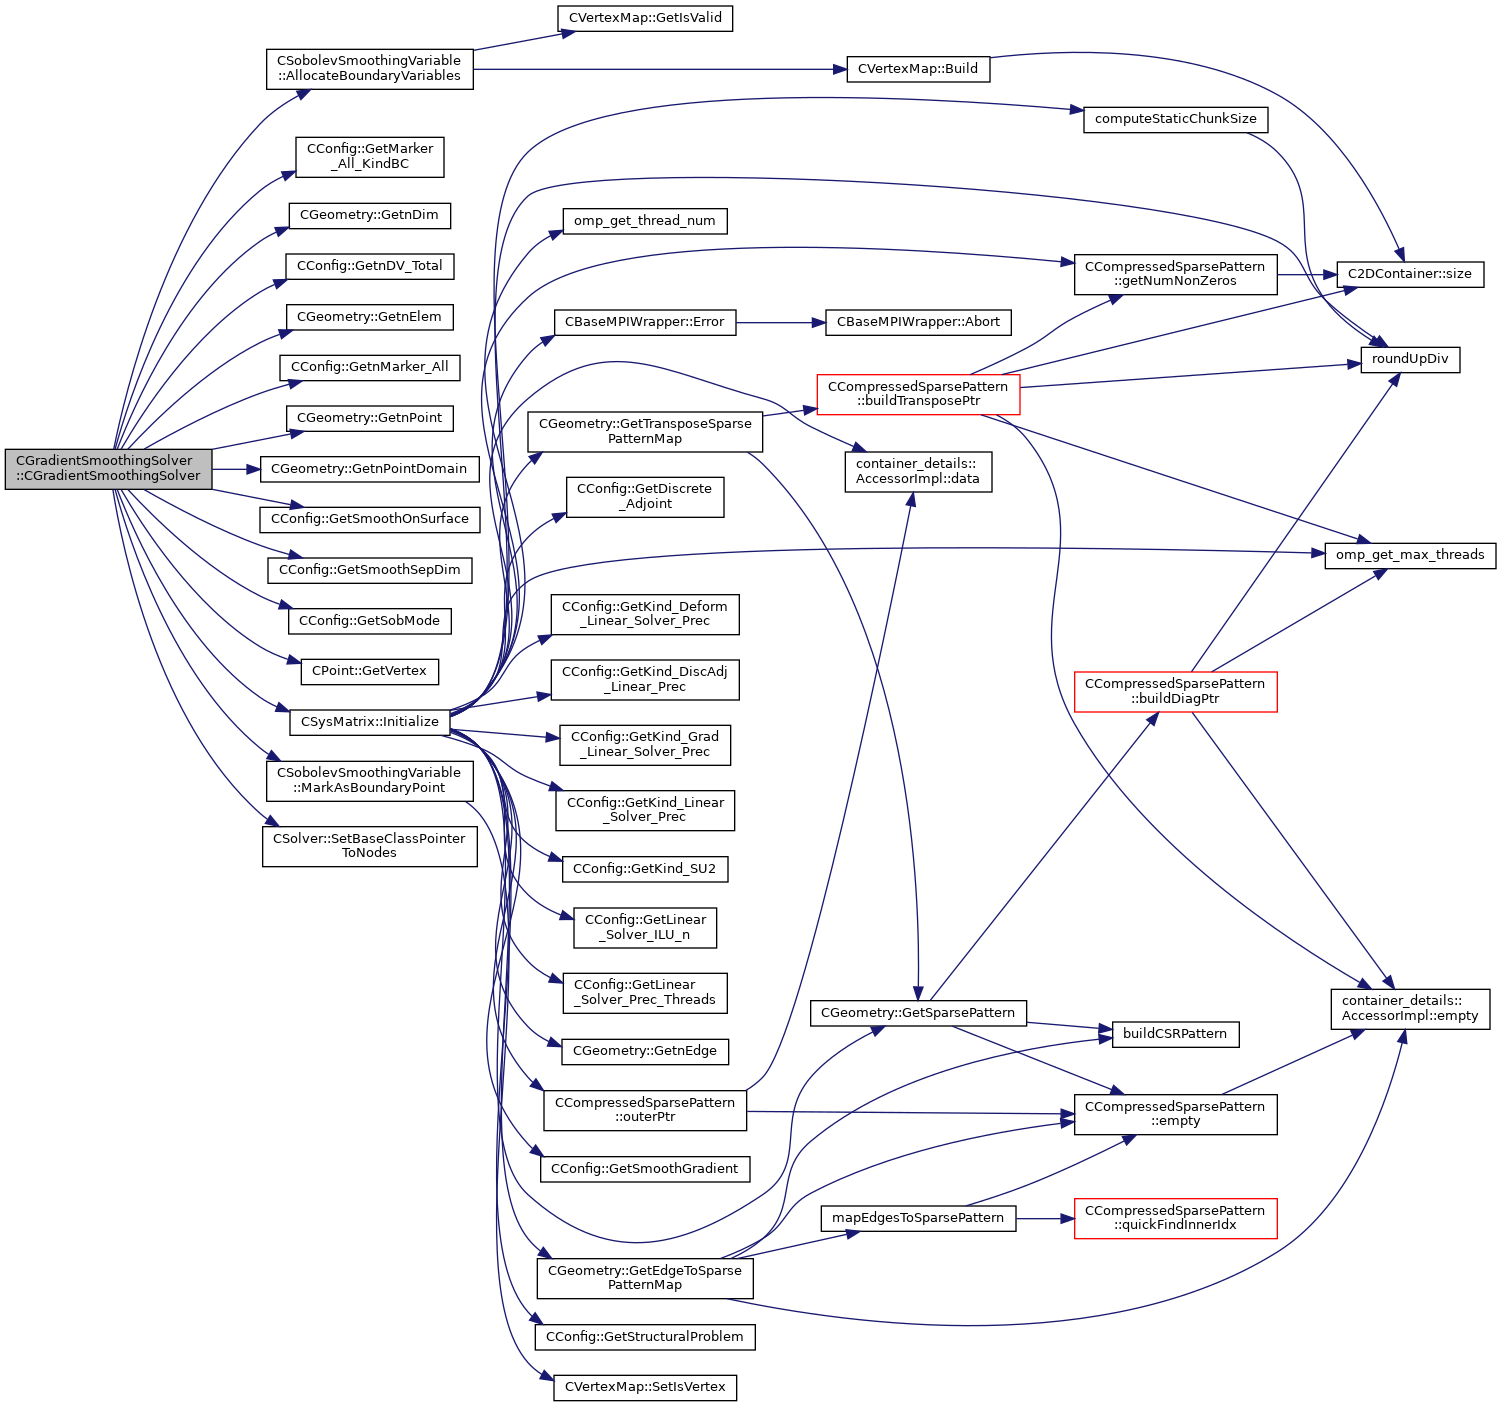 CGradientSmoothingSolver
::CGradientSmoothingSolver
CSobolevSmoothingVariable
::AllocateBoundaryVariables
CConfig::GetMarker
_All_KindBC
CGeometry::GetnDim
CConfig::GetnDV_Total
CGeometry::GetnElem
CConfig::GetnMarker_All
CGeometry::GetnPoint
CGeometry::GetnPointDomain
CConfig::GetSmoothOnSurface
CConfig::GetSmoothSepDim
CConfig::GetSobMode
CPoint::GetVertex
CSysMatrix::Initialize
CSobolevSmoothingVariable
::MarkAsBoundaryPoint
CSolver::SetBaseClassPointer
ToNodes
CVertexMap::GetIsValid
CVertexMap::Build
computeStaticChunkSize
omp_get_thread_num
CCompressedSparsePattern
::getNumNonZeros
C2DContainer::size
CBaseMPIWrapper::Error
CBaseMPIWrapper::Abort
roundUpDiv
CCompressedSparsePattern
::buildTransposePtr
CGeometry::GetTransposeSparse
PatternMap
container_details::
AccessorImpl::data
CConfig::GetDiscrete
_Adjoint
omp_get_max_threads
CConfig::GetKind_Deform
_Linear_Solver_Prec
CConfig::GetKind_DiscAdj
_Linear_Prec
CCompressedSparsePattern
::buildDiagPtr
CConfig::GetKind_Grad
_Linear_Solver_Prec
CConfig::GetKind_Linear
_Solver_Prec
CConfig::GetKind_SU2
CConfig::GetLinear
_Solver_ILU_n
CConfig::GetLinear
_Solver_Prec_Threads
CGeometry::GetSparsePattern
container_details::
AccessorImpl::empty
buildCSRPattern
CGeometry::GetnEdge
CCompressedSparsePattern
::outerPtr
CCompressedSparsePattern
::empty
CConfig::GetSmoothGradient
mapEdgesToSparsePattern
CCompressedSparsePattern
::quickFindInnerIdx
CGeometry::GetEdgeToSparse
PatternMap
CConfig::GetStructuralProblem
CVertexMap::SetIsVertex